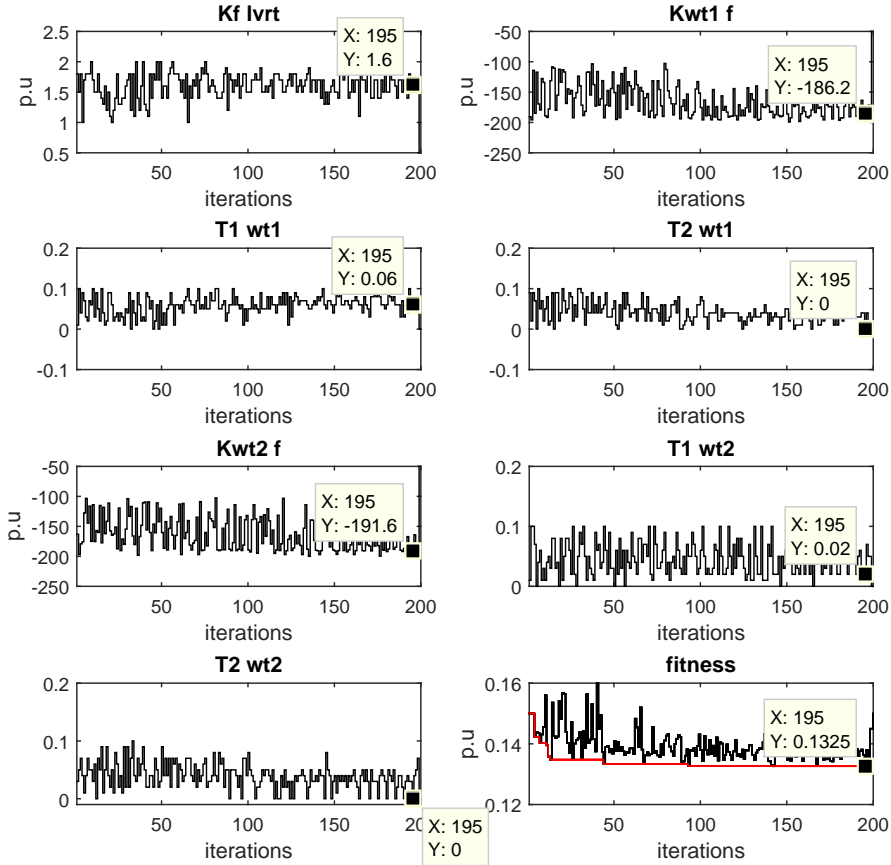 Kf lvrt
2.5
2
1.5
1
0.5
p.u
X: 195
Y: 1.6
50
100
150
200
iterations
Kwt1 f
-50
-100
-150
-200
-250
p.u
X: 195
Y: -186.2
50
100
150
200
iterations
T1 wt1
0.2
0.1
0
-0.1
X: 195
Y: 0.06
50
100
150
200
iterations
T2 wt1
0.2
0.1
0
-0.1
X: 195
Y: 0
50
100
150
200
iterations
Kwt2 f
-50
-100
-150
-200
-250
p.u
X: 195
Y: -191.6
50
100
150
200
iterations
T1 wt2
0.2
0.1
0
X: 195
Y: 0.02
50
100
150
200
iterations
T2 wt2
0.2
0.1
0
X: 195
Y: 0
50
100
150
200
iterations
fitness
0.16
0.14
0.12
p.u
X: 195
Y: 0.1325
50
100
150
200
iterations